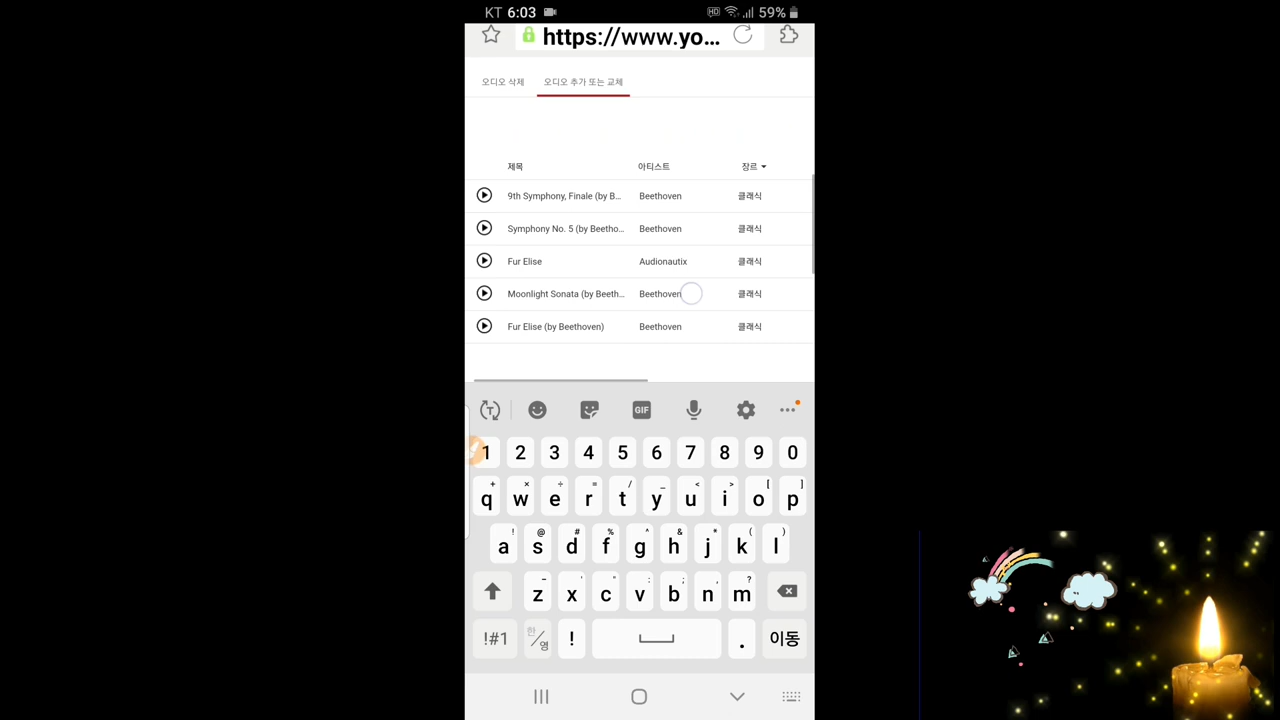 KT 6:03 HD 59%
https://www.yo...
오디오 삭제 오디오 추가 또는 교체
제목 아티스트 장르
9th Symphony, Finale (by B... Beethoven 클래식
Symphony No. 5 (by Beetho... Beethoven 클래식
Fur Elise Audionautix 클래식
Moonlight Sonata (by Beeth... Beethoven 클래식
Fur Elise (by Beethoven) Beethoven 클래식
T GIF
1 2 3 4 5 6 7 8 9 0
+ × ÷ = / _ < > [ ]
q w e r t y u i o p
! @ # % ^ & * ( )
a s d f g h j k l
- ' " : ; , ?
z x c v b n m
!#1 한/영 ! . 이동